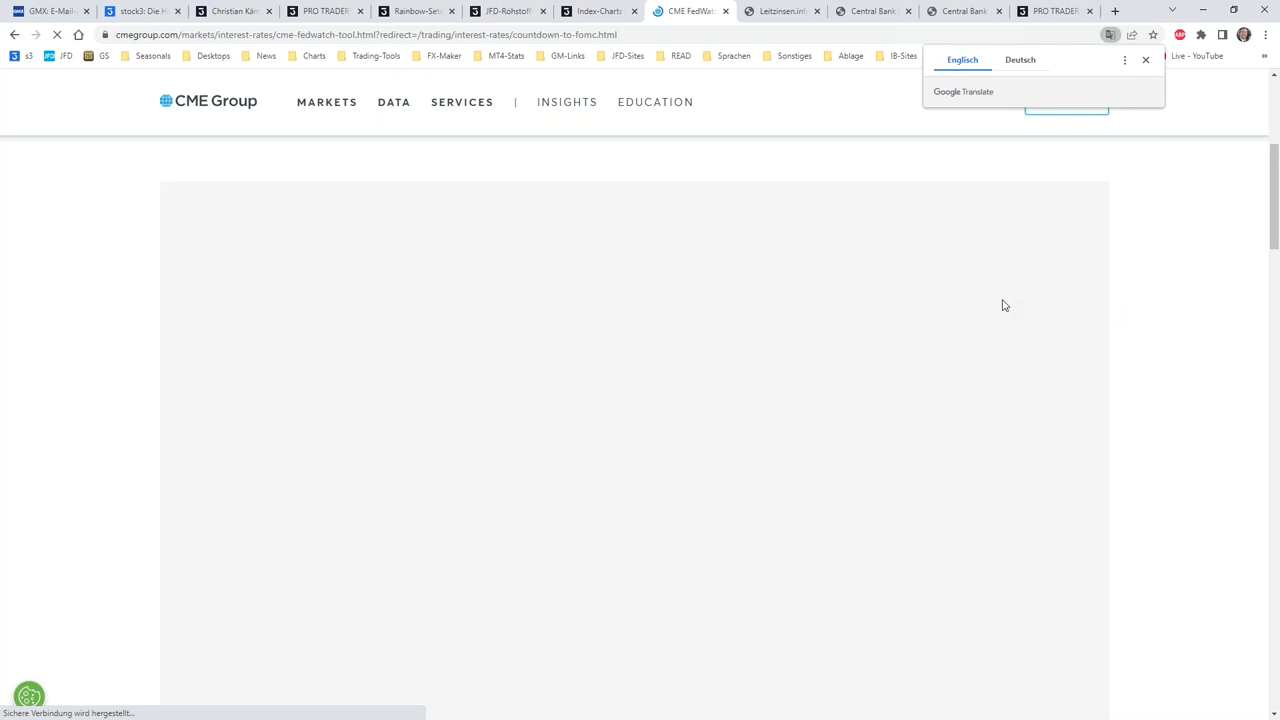 GMX: E-Mail-
stock3: Die H
Christian Käm
PRO TRADER
Rainbow-Setu
JFD-Rohstoff
Index-Charts
CME FedWatc
Leitzinsen.info
Central Bank
Central Bank
PRO TRADER
cmegroup.com/markets/interest-rates/cme-fedwatch-tool.html?redirect=/trading/interest-rates/countdown-to-fomc.html
s3
JFD
GS
Seasonals
Desktops
News
Charts
Trading-Tools
FX-Maker
MT4-Stats
GM-Links
JFD-Sites
READ
Sprachen
Sonstiges
Ablage
IB-Sites
Live - YouTube
Englisch
Deutsch
Google Translate
CME Group
MARKETS
DATA
SERVICES
|
INSIGHTS
EDUCATION
Sichere Verbindung wird hergestellt...